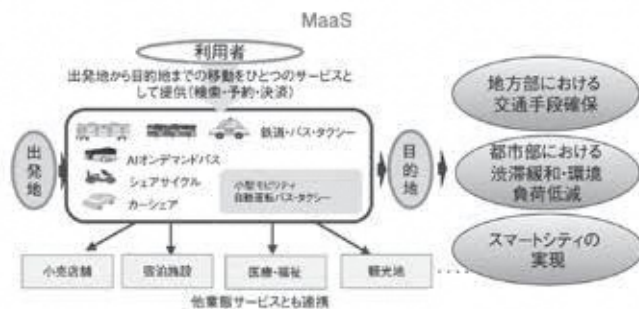 MaaS
利用者
出発地から目的地までの移動をひとつのサービスと
して提供(検索・予約・決済)
出発地
鉄道・バス・タクシー
AIオンデマンドバス
シェアサイクル
カーシェア
小型モビリティ
自動運転バス・タクシー
目的地
地方部における
交通手段確保
都市部における
渋滞緩和・環境
負荷低減
スマートシティの
実現
小売店舗
宿泊施設
医療・福祉
観光地
他業態サービスとも連携